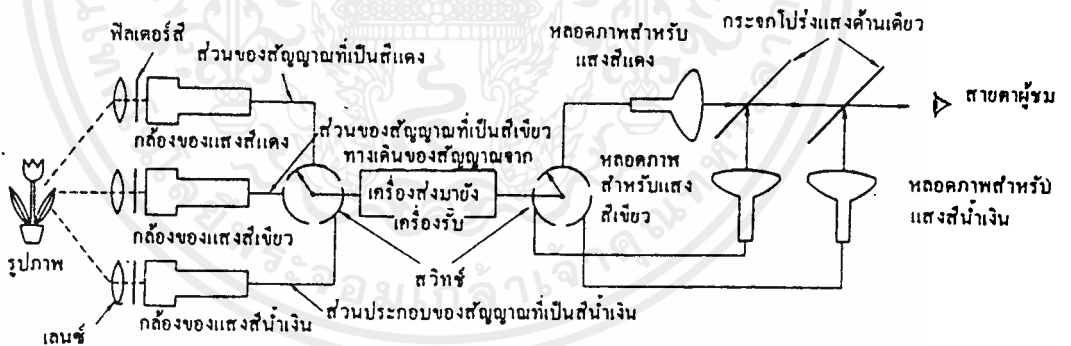 ฟิลเตอร์สี
ส่วนของสัญญาณที่เป็นสีแดง
กล้องของแสงสีแดง
ส่วนของสัญญาณที่เป็นสีเขียว
ทางเดินของสัญญาณจาก
เครื่องส่งมายัง
เครื่องรับ
กล้องของแสงสีเขียว
รูปภาพ
สวิทช์
ส่วนประกอบของสัญญาณที่เป็นสีน้ำเงิน
กล้องของแสงสีน้ำเงิน
เลนซ์
หลอดภาพสำหรับ
แสงสีแดง
กระจกโปร่งแสงด้านเดียว
สายตาผู้ชม
หลอดภาพ
สำหรับแสง
สีเขียว
หลอดภาพสำหรับ
แสงสีน้ำเงิน